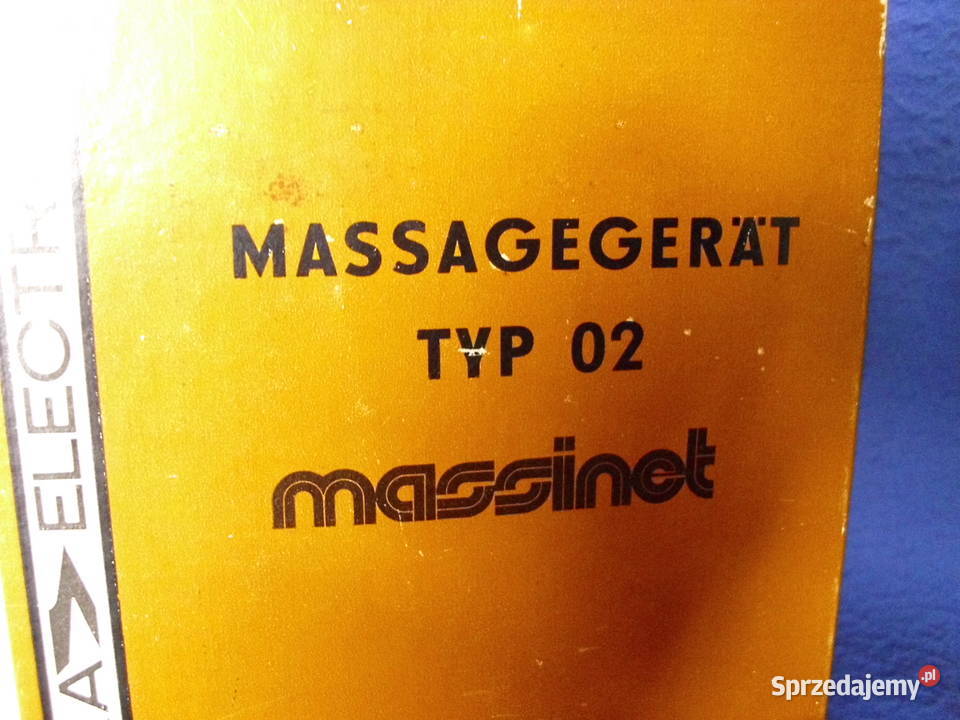 MASSAGEGERÄT
TYP 02
massinet
ELECTR
Sprzedajemy.pl